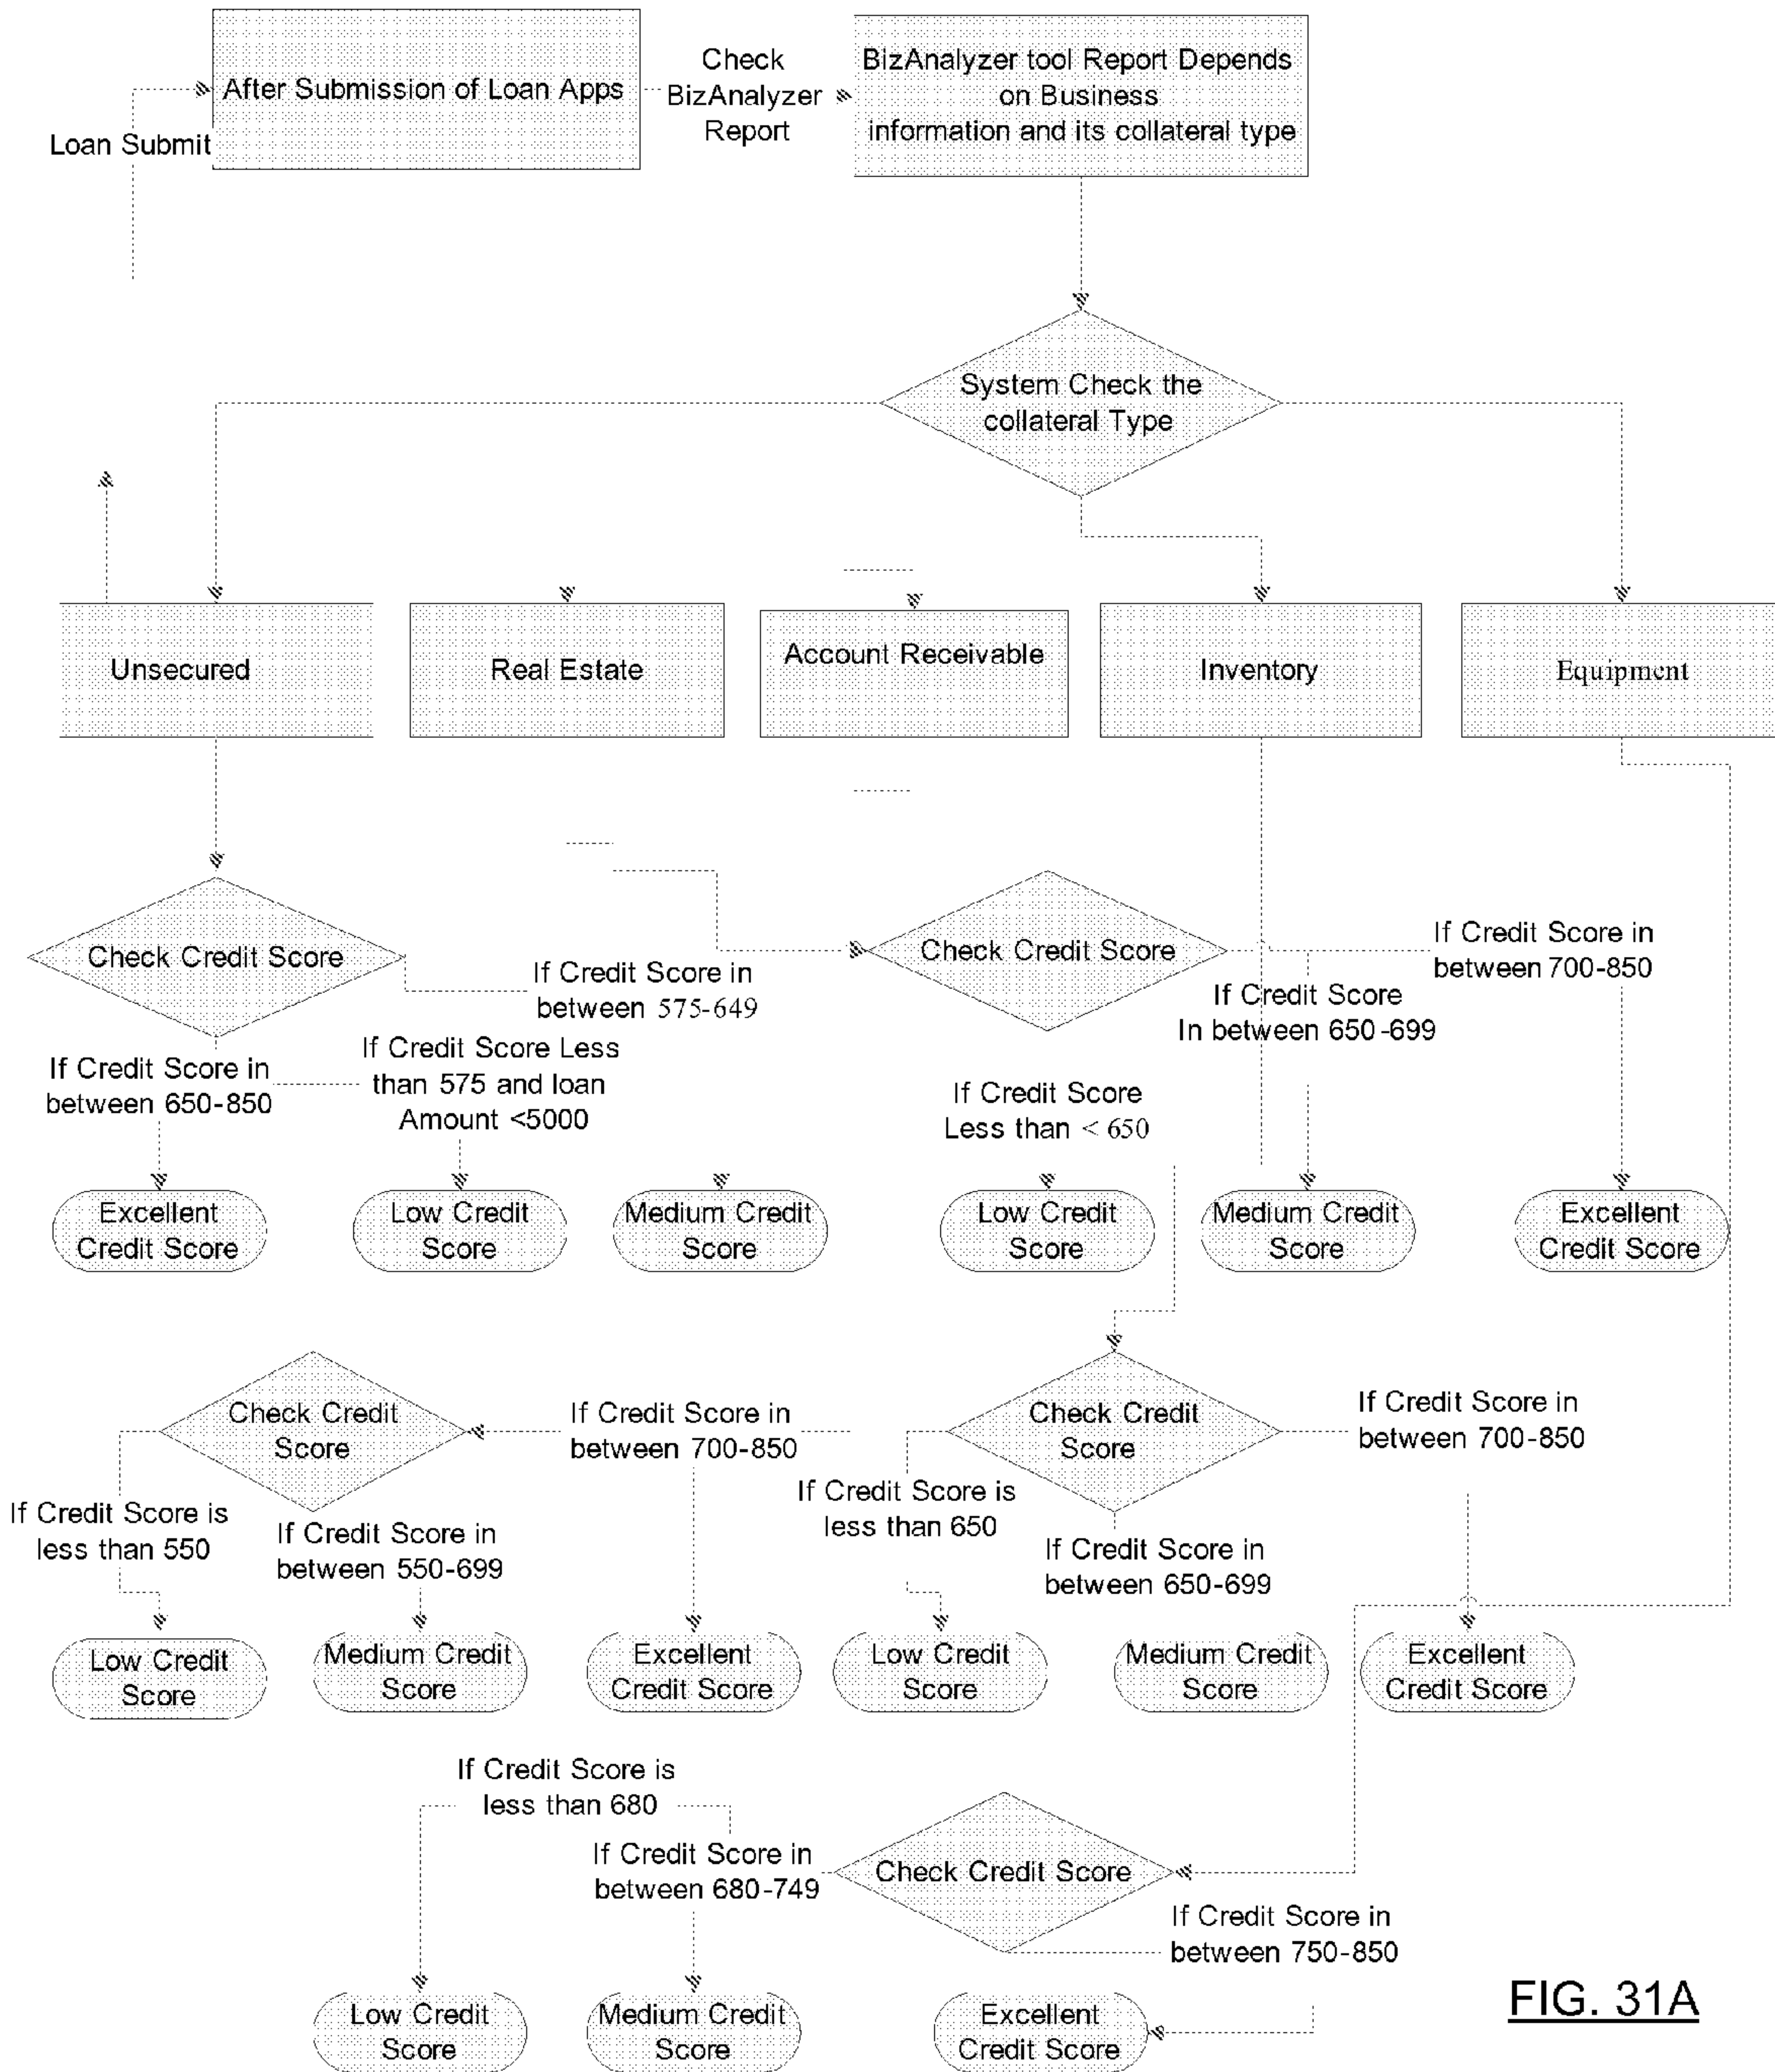 After Submission of Loan Apps
Check
BizAnalyzer
Report
BizAnalyzer tool Report Depends
on Business
information and its collateral type
Loan Submit
System Check the
collateral Type
Unsecured
Real Estate
Account Receivable
Inventory
Equipment
Check Credit Score
If Credit Score in
between 575-649
Check Credit Score
If Credit Score in
between 700-850
If Credit Score
In between 650-699
If Credit Score in
between 650-850
If Credit Score Less
than 575 and loan
Amount <5000
If Credit Score
Less than < 650
Excellent
Credit Score
Low Credit
Score
Medium Credit
Score
Low Credit
Score
Medium Credit
Score
Excellent
Credit Score
Check Credit
Score
If Credit Score in
between 700-850
Check Credit
Score
If Credit Score in
between 700-850
If Credit Score is
less than 550
If Credit Score in
between 550-699
If Credit Score is
less than 650
If Credit Score in
between 650-699
Low Credit
Score
Medium Credit
Score
Excellent
Credit Score
Low Credit
Score
Medium Credit
Score
Excellent
Credit Score
If Credit Score is
less than 680
If Credit Score in
between 680-749
Check Credit Score
If Credit Score in
between 750-850
Low Credit
Score
Medium Credit
Score
Excellent
Credit Score
FIG. 31A